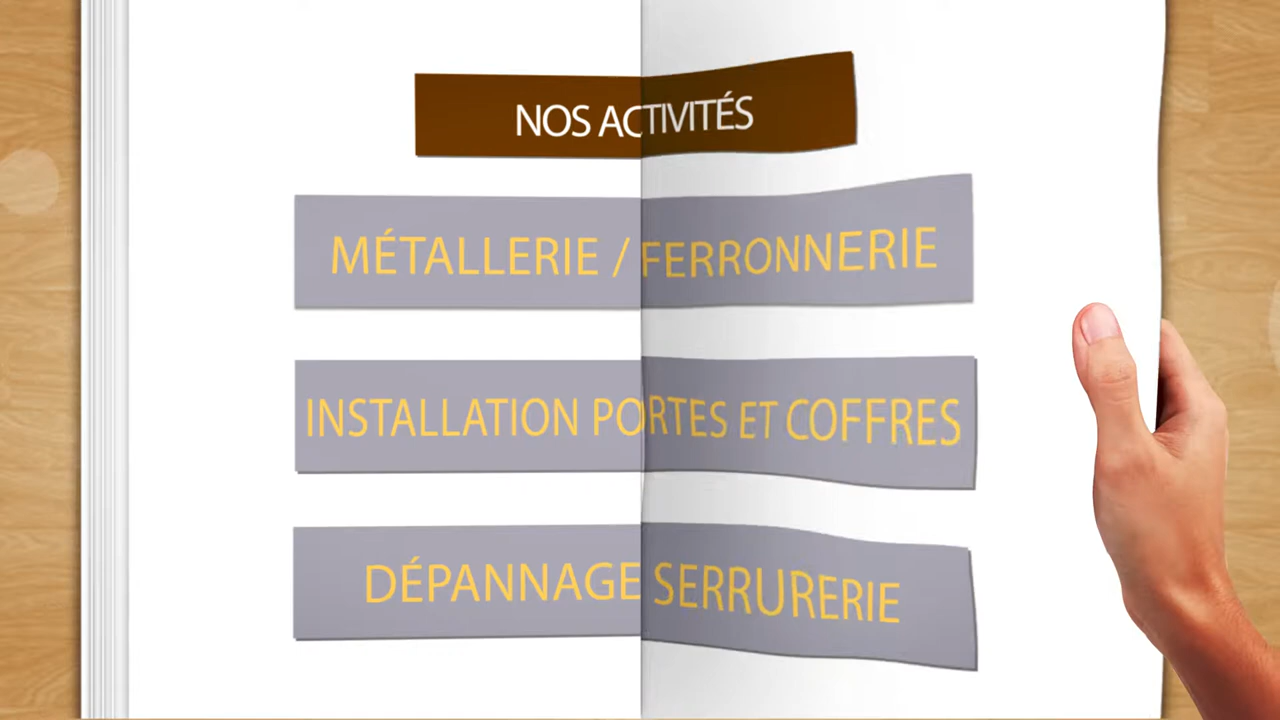 NOS ACTIVITÉS
MÉTALLERIE / FERRONNERIE
INSTALLATION PORTES ET COFFRES
DÉPANNAGE SERRURERIE